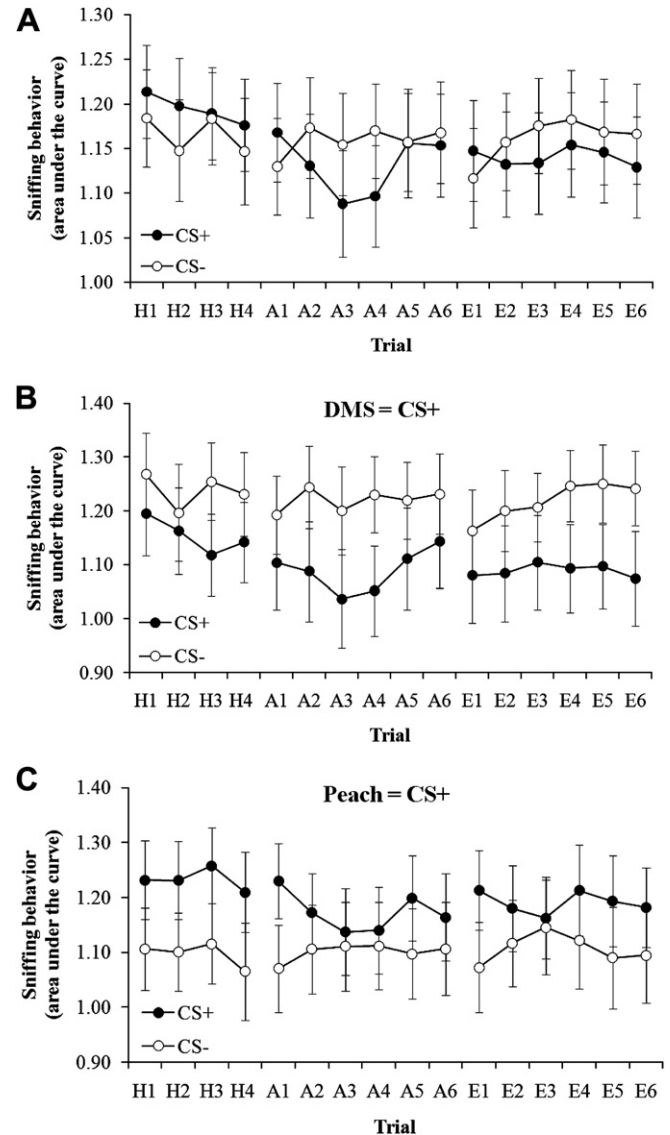 A
1.30
1.25
1.20
1.15
1.10
1.05
1.00
Sniffing behavior
(area under the curve)
CS+
CS-
H1 H2 H3 H4 A1 A2 A3 A4 A5 A6 E1 E2 E3 E4 E5 E6
Trial
B
DMS = CS+
1.40
1.30
1.20
1.10
1.00
0.90
Sniffing behavior
(area under the curve)
CS+
CS-
H1 H2 H3 H4 A1 A2 A3 A4 A5 A6 E1 E2 E3 E4 E5 E6
Trial
C
Peach = CS+
1.40
1.30
1.20
1.10
1.00
0.90
Sniffing behavior
(area under the curve)
CS+
CS-
H1 H2 H3 H4 A1 A2 A3 A4 A5 A6 E1 E2 E3 E4 E5 E6
Trial